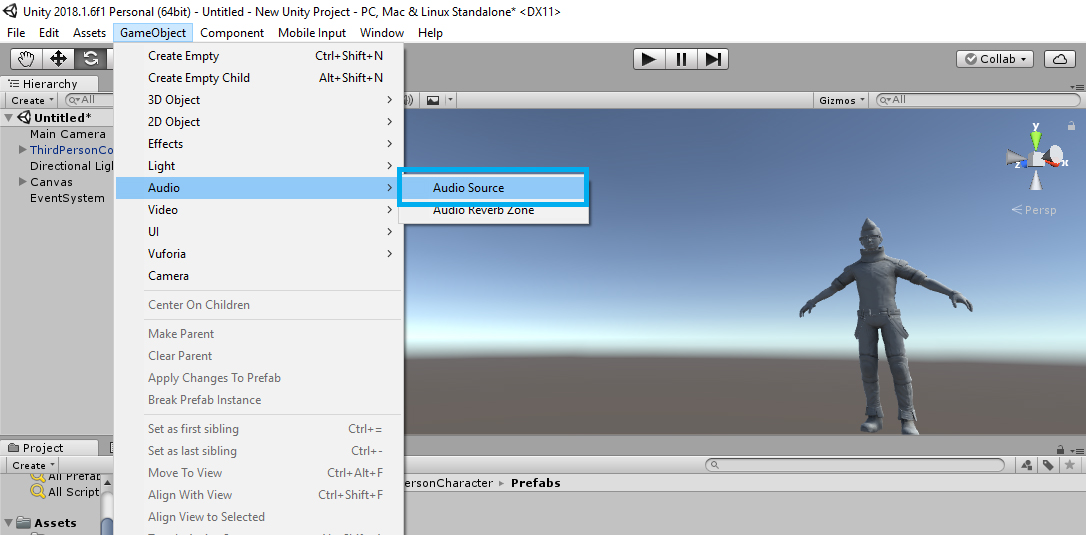 Unity 2018.1.6f1 Personal (64bit) - Untitled - New Unity Project - PC, Mac & Linux Standalone* <DX11>
File Edit Assets GameObject Component Mobile Input Window Help
Collab
Hierarchy
Create All
Gizmos All
Untitled*
Main Camera
ThirdPersonCo
Directional Lig
Canvas
EventSystem
Create Empty Ctrl+Shift+N
Create Empty Child Alt+Shift+N
3D Object
2D Object
Effects
Light
Audio
Video
UI
Vuforia
Camera
Center On Children
Make Parent
Clear Parent
Apply Changes To Prefab
Break Prefab Instance
Set as first sibling Ctrl+=
Set as last sibling Ctrl+-
Move To View Ctrl+Alt+F
Align With View Ctrl+Shift+F
Align View to Selected
Audio Source
Audio Reverb Zone
y
z x
Persp
Project
Create
All Prefab
All Script
Assets
ersonCharacter Prefabs